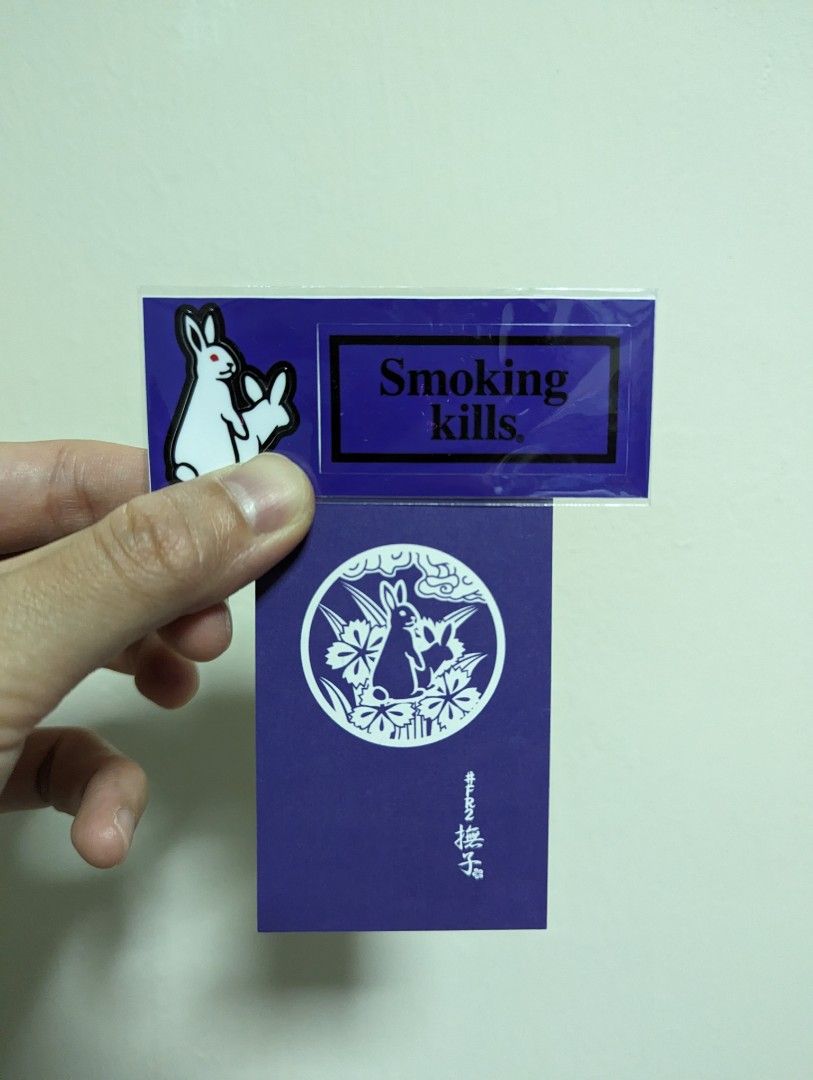 Smoking
kills.
#FR2
撫子